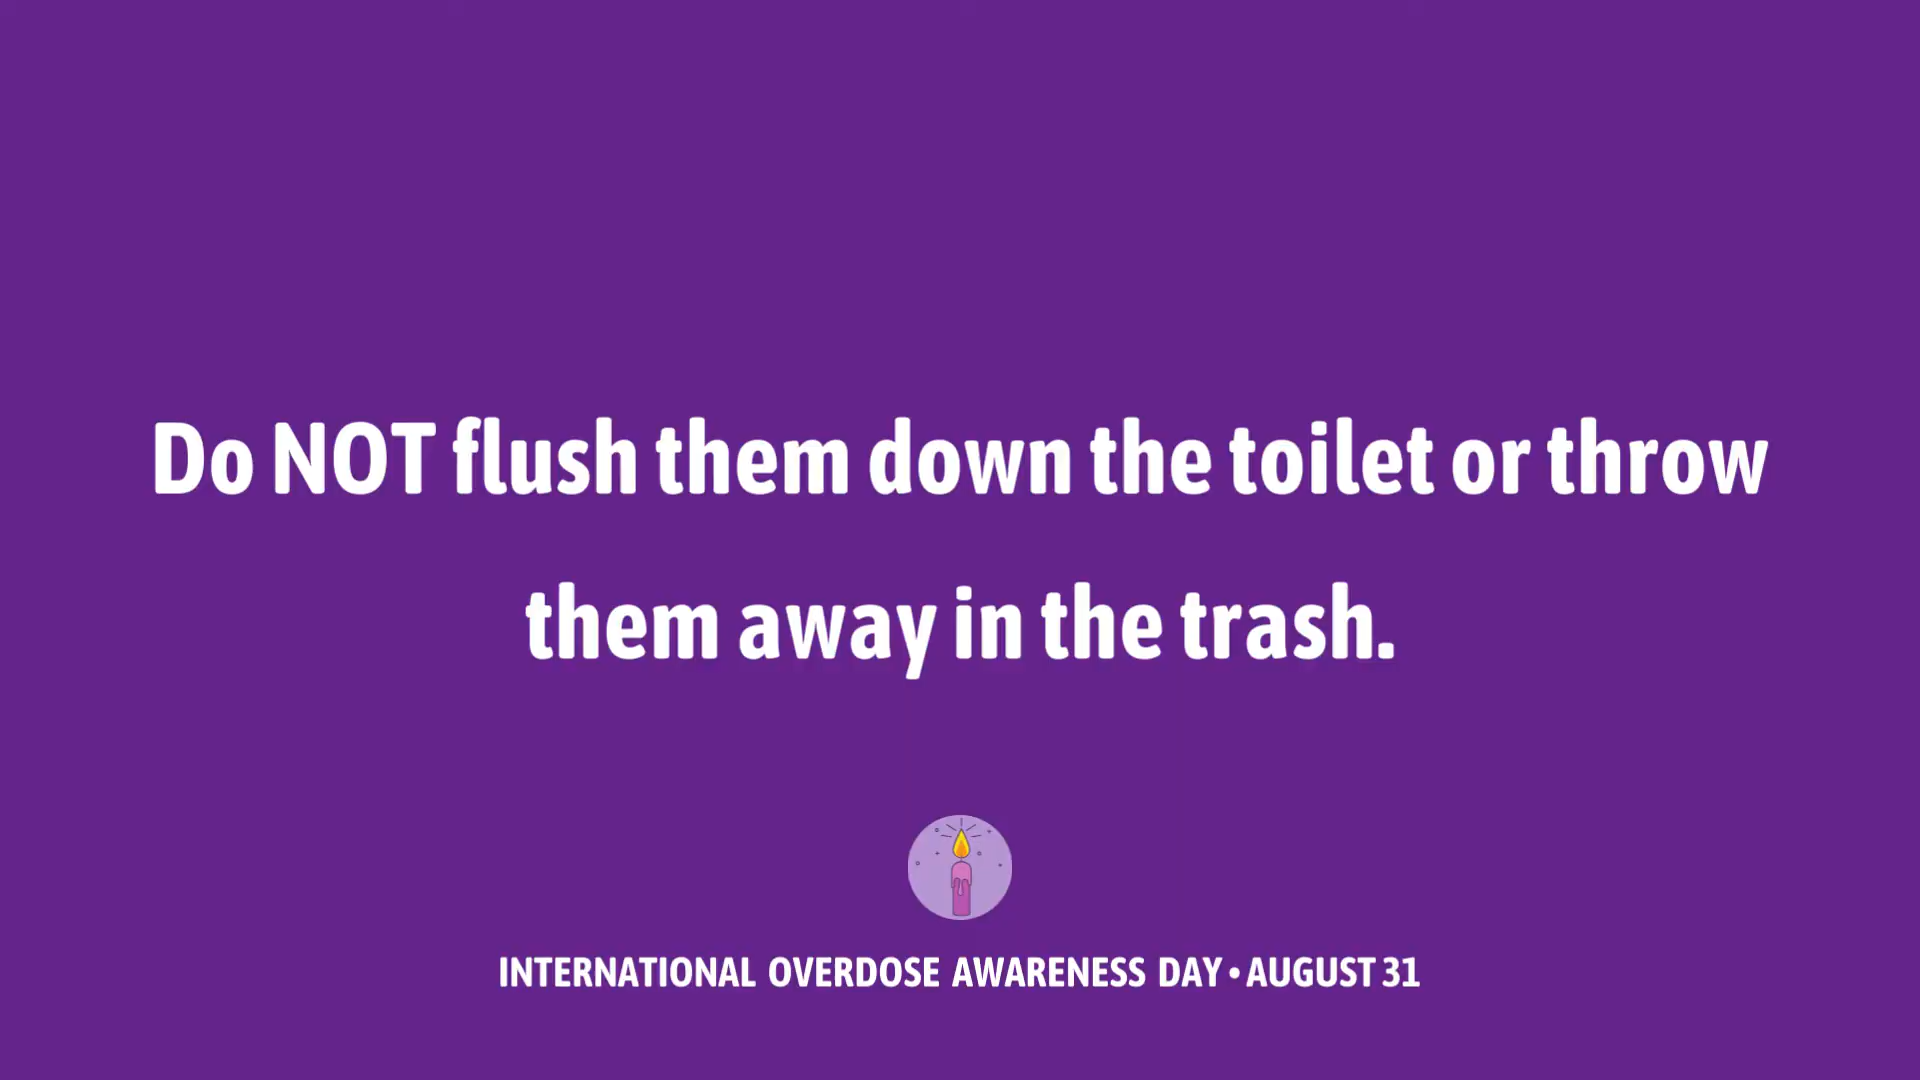 Do NOT flush them down the toilet or throw
them away in the trash.
INTERNATIONAL OVERDOSE AWARENESS DAY • AUGUST 31